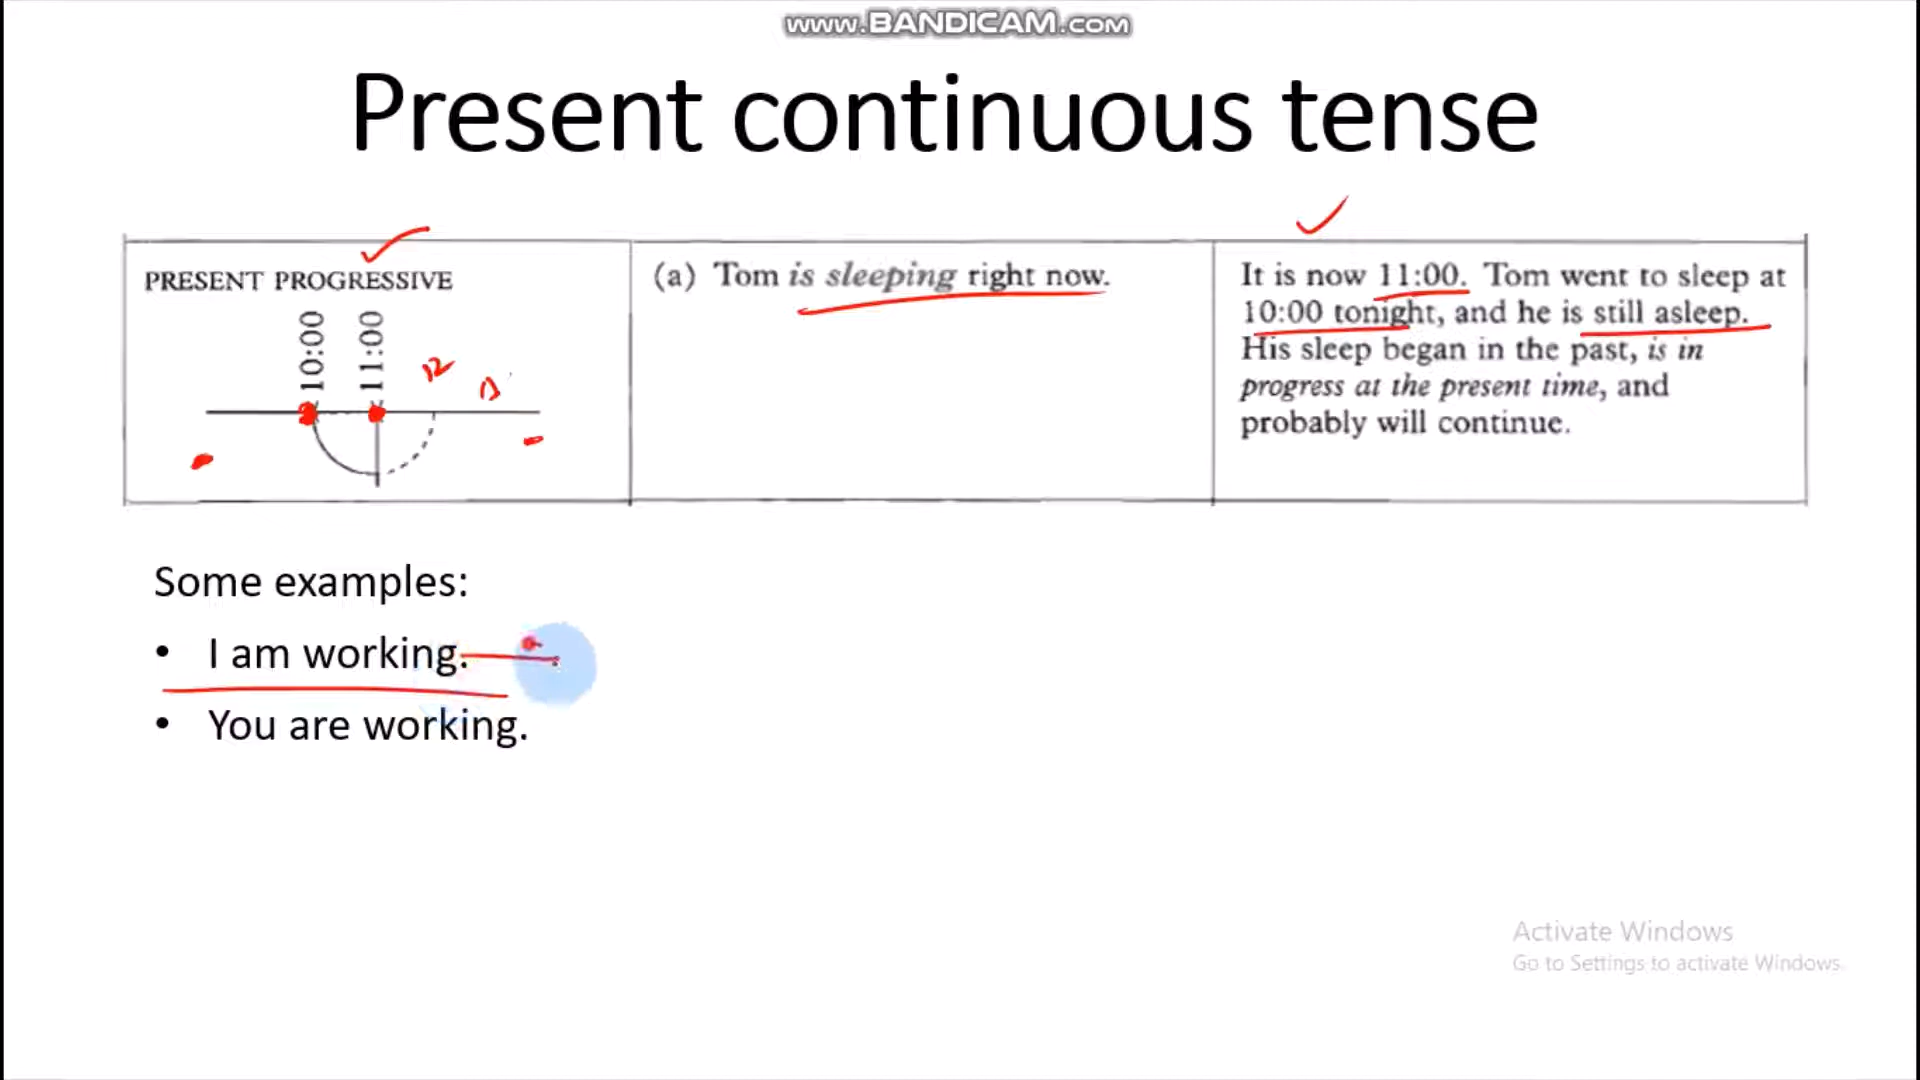 www.BANDICAM.com
Present continuous tense
PRESENT PROGRESSIVE
10:00
11:00
12
(a) Tom is sleeping right now.
It is now 11:00. Tom went to sleep at
10:00 tonight, and he is still asleep.
His sleep began in the past, is in
progress at the present time, and
probably will continue.
Some examples:
• I am working.
• You are working.
Activate Windows
Go to Settings to activate Windows.